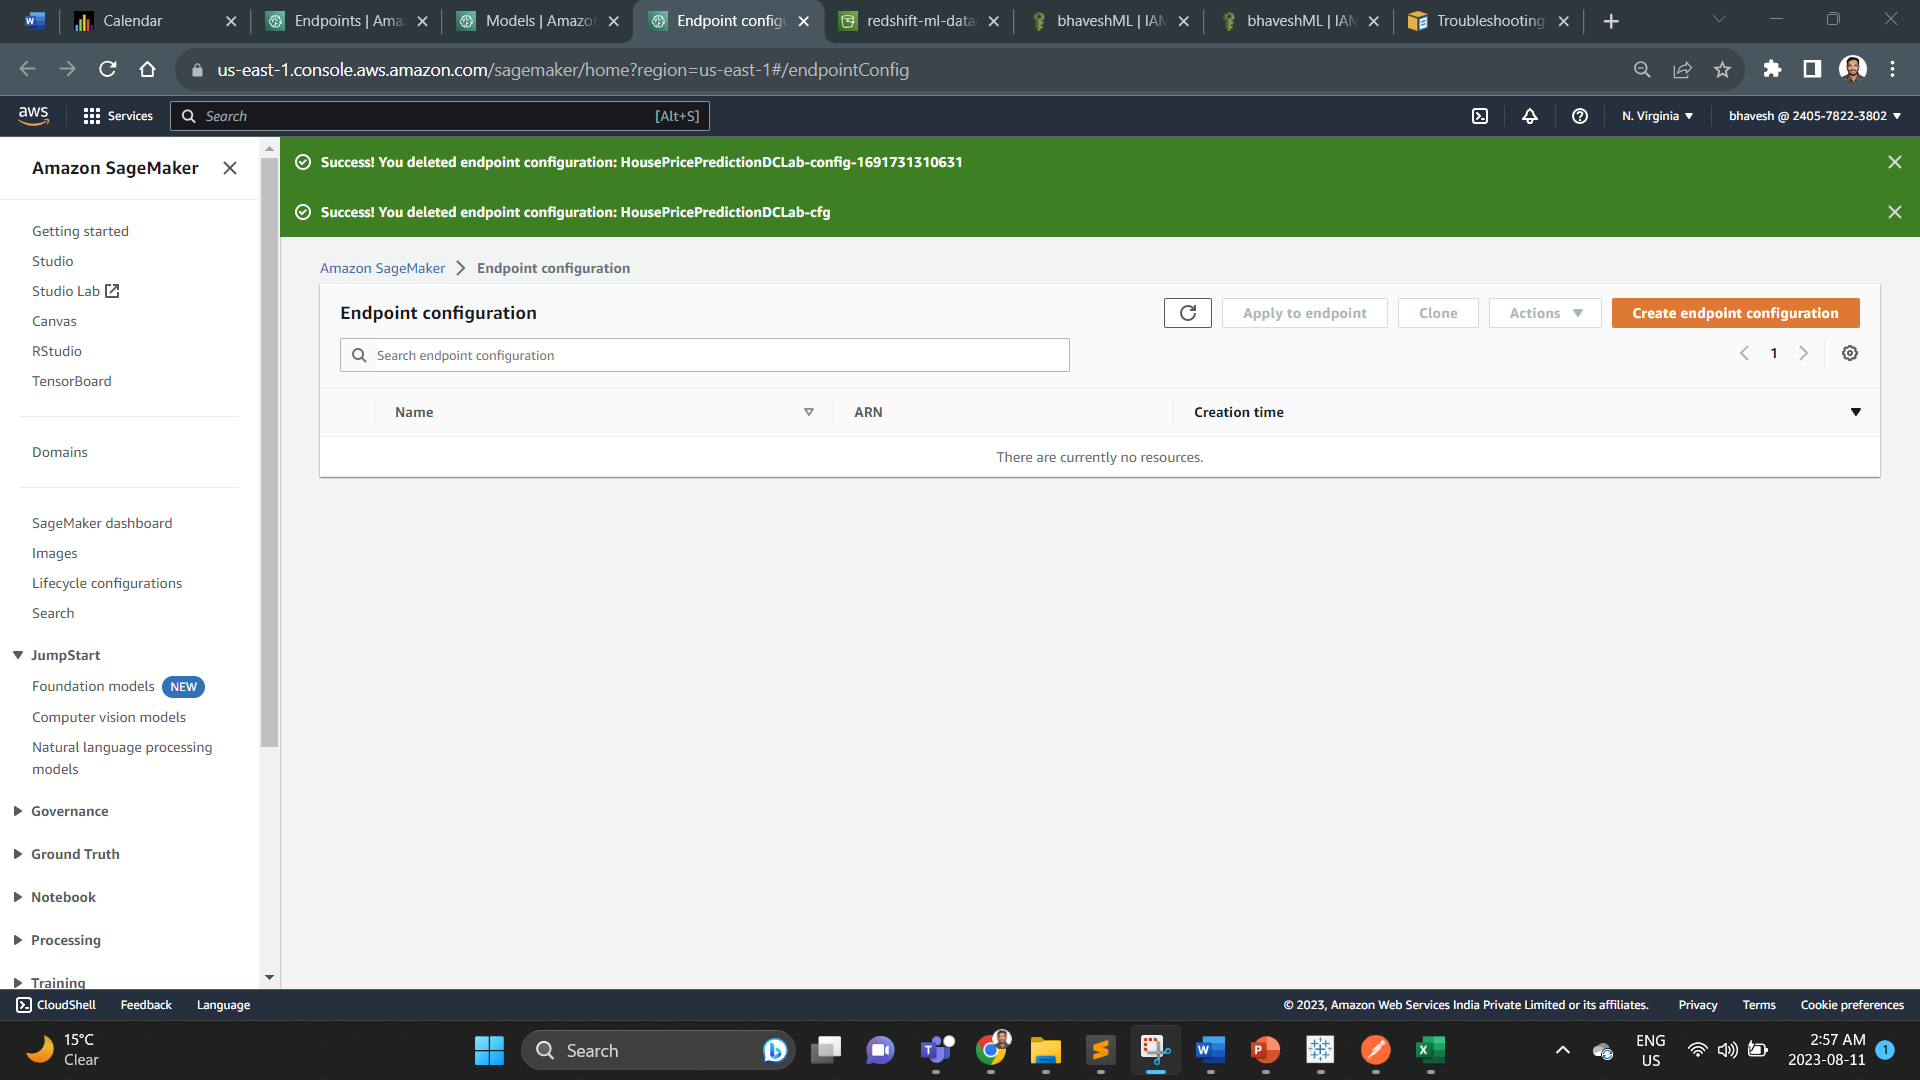 Calendar
Endpoints | Ama
Models | Amazo
Endpoint config
redshift-ml-data
bhaveshML | IAM
bhaveshML | IAM
Troubleshooting
us-east-1.console.aws.amazon.com/sagemaker/home?region=us-east-1#/endpointConfig
aws
Services
Search
[Alt+S]
N. Virginia
bhavesh @ 2405-7822-3802
Amazon SageMaker
Getting started
Studio
Studio Lab
Canvas
RStudio
TensorBoard
Domains
SageMaker dashboard
Images
Lifecycle configurations
Search
JumpStart
Foundation models NEW
Computer vision models
Natural language processing
models
Governance
Ground Truth
Notebook
Processing
Training
Success! You deleted endpoint configuration: HousePricePredictionDCLab-config-1691731310631
Success! You deleted endpoint configuration: HousePricePredictionDCLab-cfg
Amazon SageMaker > Endpoint configuration
Endpoint configuration
Apply to endpoint
Clone
Actions
Create endpoint configuration
Search endpoint configuration
1
Name
ARN
Creation time
There are currently no resources.
CloudShell
Feedback
Language
© 2023, Amazon Web Services India Private Limited or its affiliates.
Privacy
Terms
Cookie preferences
15°C
Clear
Search
ENG
US
2:57 AM
2023-08-11
1